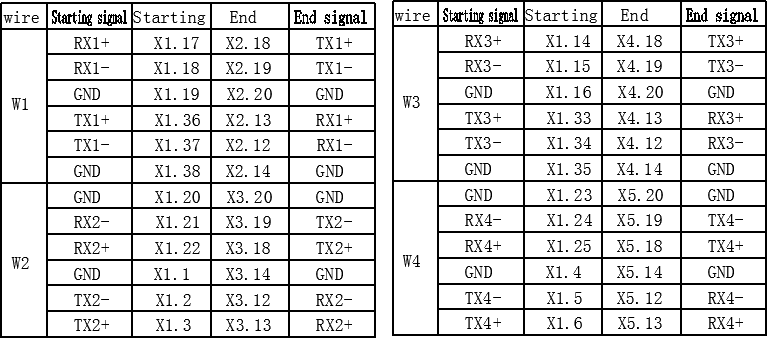 wire Starting signal Starting End End signal
W1
RX1+ X1.17 X2.18 TX1+
RX1- X1.18 X2.19 TX1-
GND X1.19 X2.20 GND
TX1+ X1.36 X2.13 RX1+
TX1- X1.37 X2.12 RX1-
GND X1.38 X2.14 GND
W2
GND X1.20 X3.20 GND
RX2- X1.21 X3.19 TX2-
RX2+ X1.22 X3.18 TX2+
GND X1.1 X3.14 GND
TX2- X1.2 X3.12 RX2-
TX2+ X1.3 X3.13 RX2+
wire Starting signal Starting End End signal
W3
RX3+ X1.14 X4.18 TX3+
RX3- X1.15 X4.19 TX3-
GND X1.16 X4.20 GND
TX3+ X1.33 X4.13 RX3+
TX3- X1.34 X4.12 RX3-
GND X1.35 X4.14 GND
W4
GND X1.23 X5.20 GND
RX4- X1.24 X5.19 TX4-
RX4+ X1.25 X5.18 TX4+
GND X1.4 X5.14 GND
TX4- X1.5 X5.12 RX4-
TX4+ X1.6 X5.13 RX4+